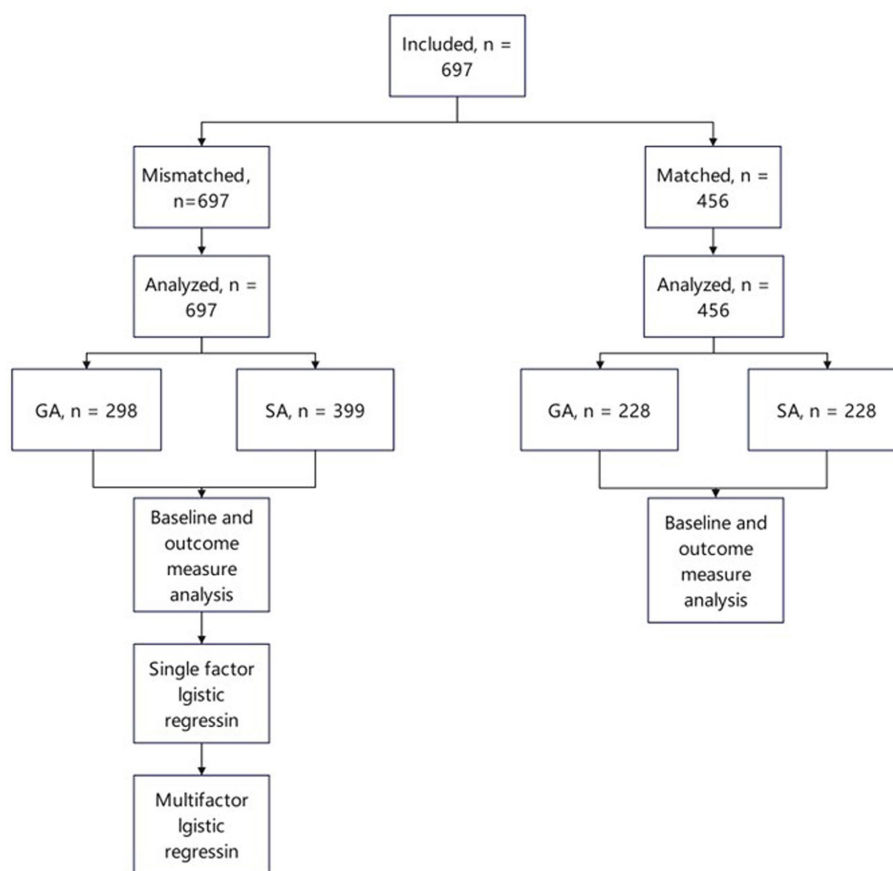 Included, n =
697
Mismatched,
n=697
Matched, n =
456
Analyzed, n =
697
Analyzed, n =
456
GA, n = 298
SA, n = 399
GA, n = 228
SA, n = 228
Baseline and
outcome
measure
analysis
Baseline and
outcome
measure
analysis
Single factor
lgistic
regressin
Multifactor
lgistic
regressin